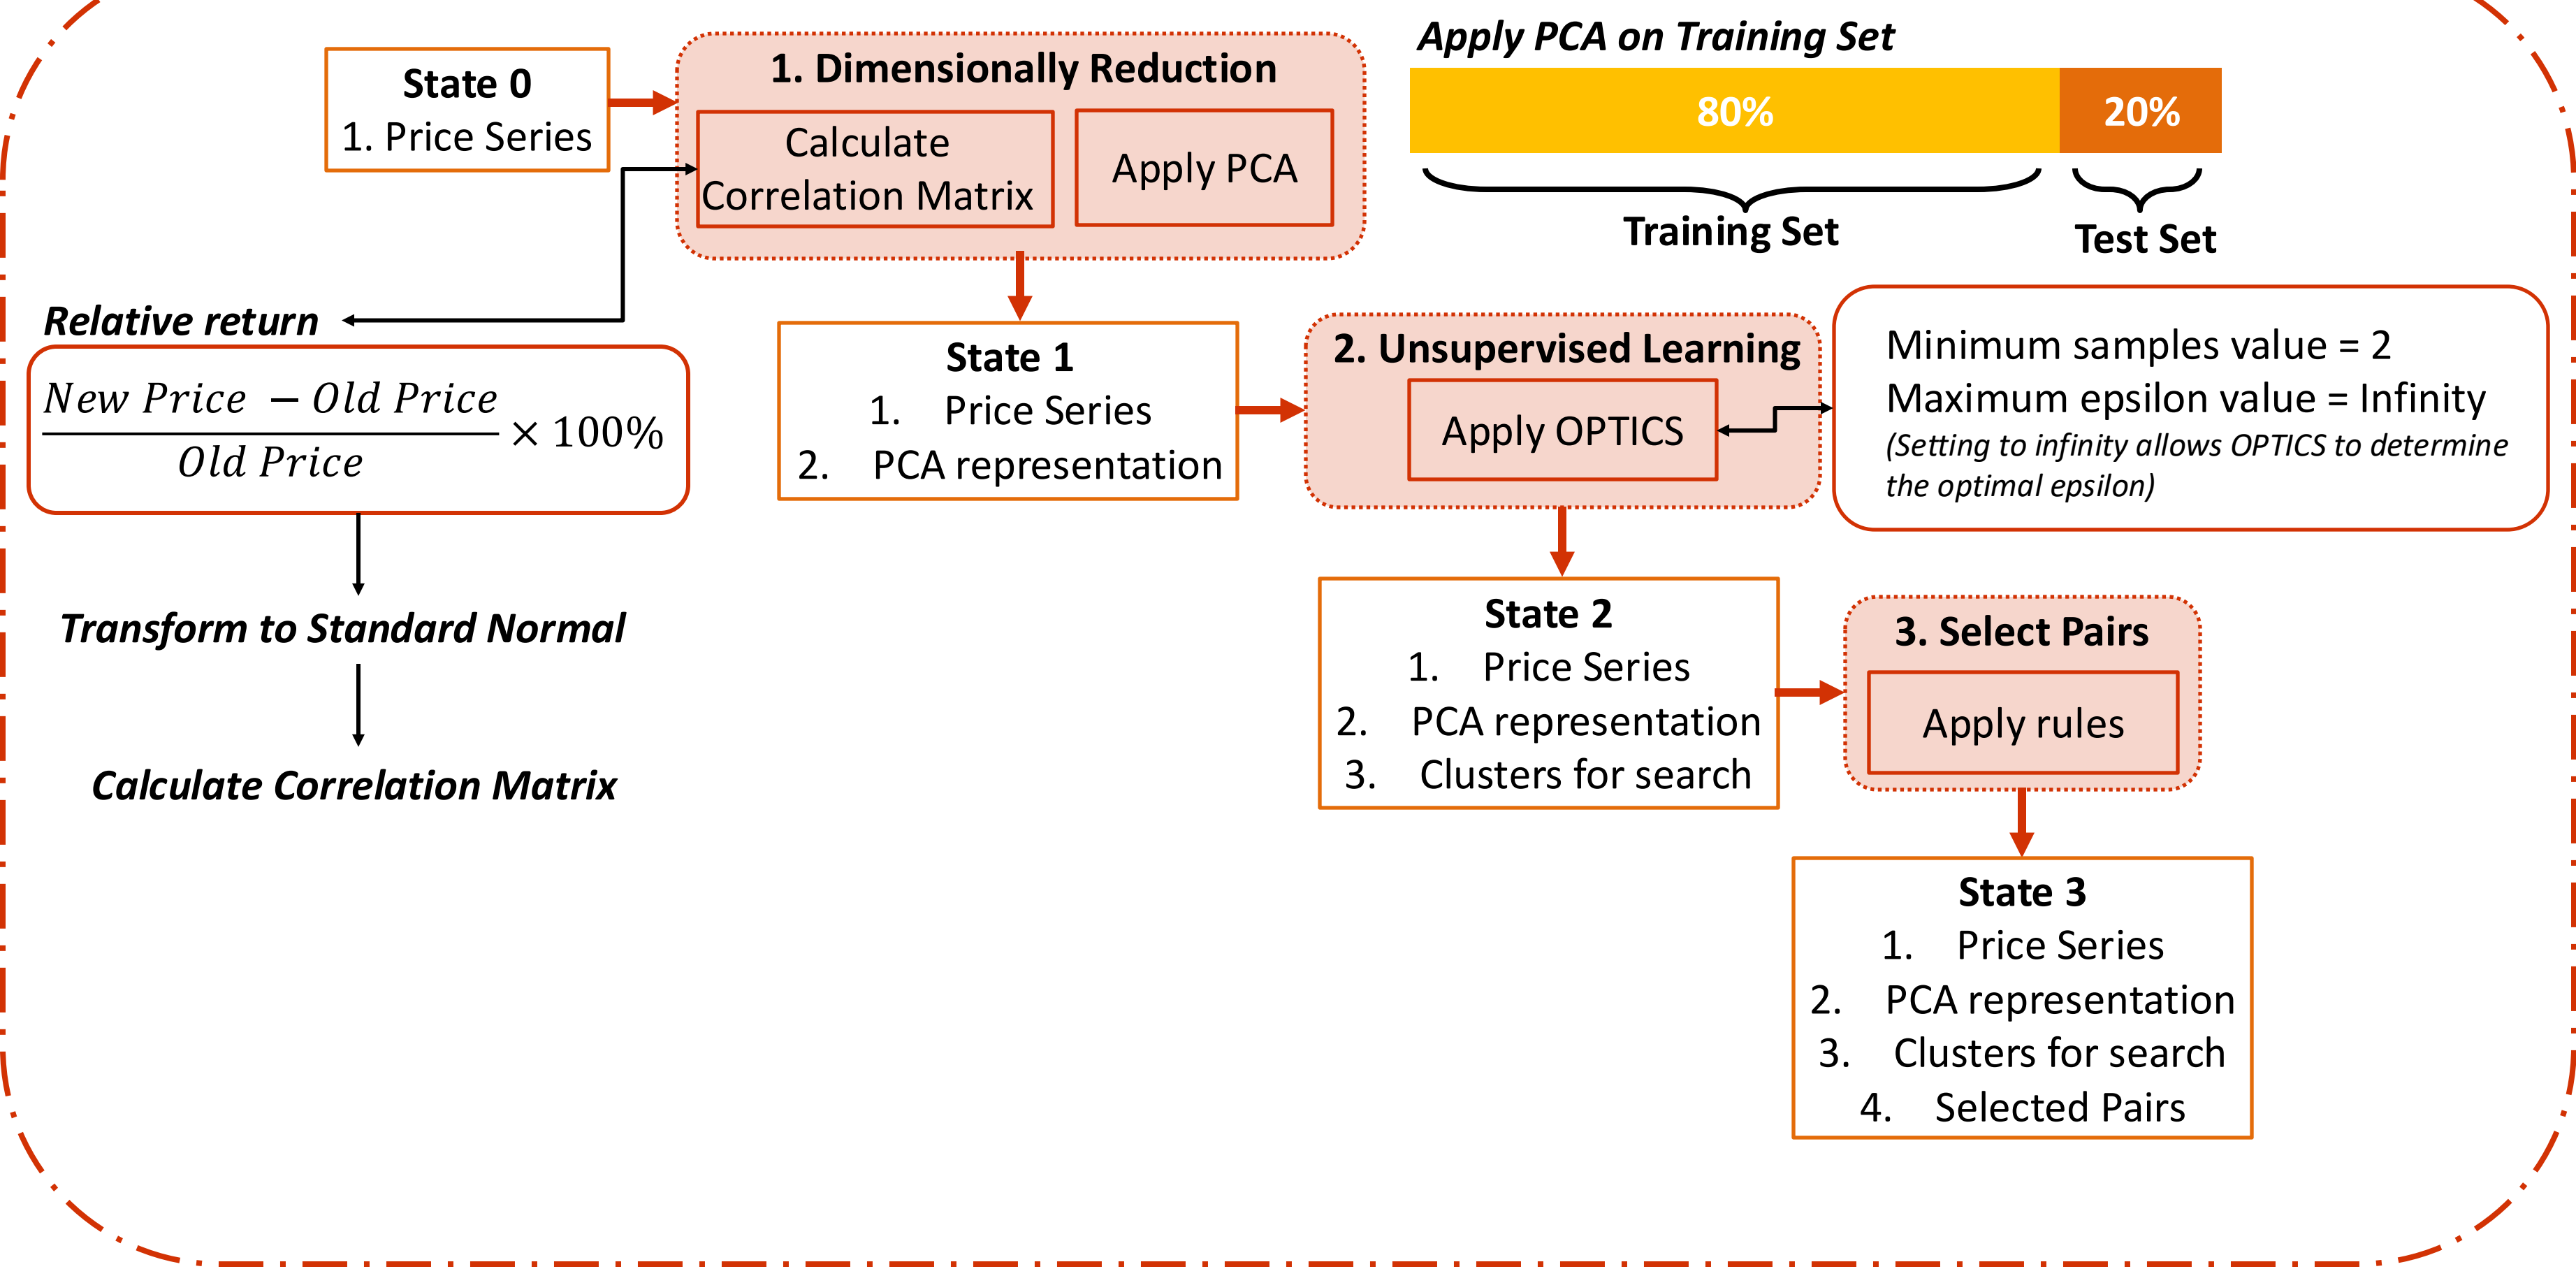 State 0
1. Price Series
1. Dimensionally Reduction
Calculate
Correlation Matrix
Apply PCA
Apply PCA on Training Set
80%
20%
Training Set
Test Set
Relative return
New Price − Old Price
Old Price
× 100%
Transform to Standard Normal
Calculate Correlation Matrix
State 1
1. Price Series
2. PCA representation
2. Unsupervised Learning
Apply OPTICS
Minimum samples value = 2
Maximum epsilon value = Infinity
(Setting to infinity allows OPTICS to determine
the optimal epsilon)
State 2
1. Price Series
2. PCA representation
3. Clusters for search
3. Select Pairs
Apply rules
State 3
1. Price Series
2. PCA representation
3. Clusters for search
4. Selected Pairs